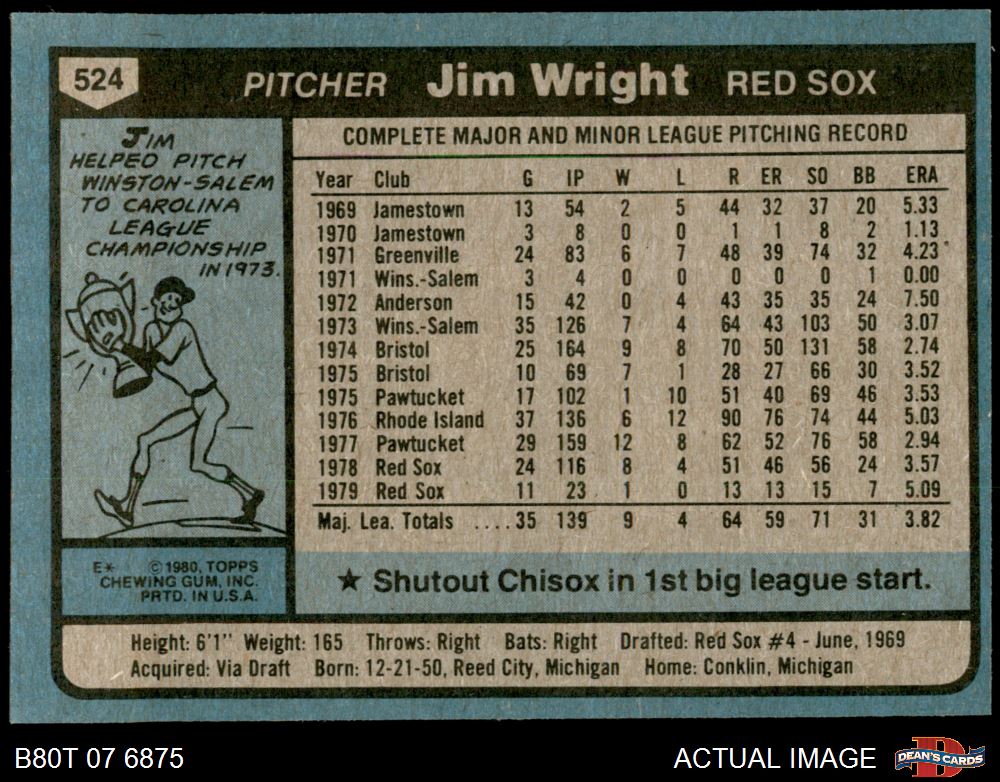 524 PITCHER Jim Wright RED SOX
JIM
HELPED PITCH
WINSTON-SALEM
TO CAROLINA
LEAGUE
CHAMPIONSHIP
IN 1973.
E* ©1980, TOPPS
CHEWING GUM, INC.
PRTD. IN U.S.A.
COMPLETE MAJOR AND MINOR LEAGUE PITCHING RECORD
Year Club G IP W L R ER SO BB ERA
1969 Jamestown 13 54 2 5 44 32 37 20 5.33
1970 Jamestown 3 8 0 0 1 1 8 2 1.13
1971 Greenville 24 83 6 7 48 39 74 32 4.23
1971 Wins.-Salem 3 4 0 0 0 0 0 1 0.00
1972 Anderson 15 42 0 4 43 35 35 24 7.50
1973 Wins.-Salem 35 126 7 4 64 43 103 50 3.07
1974 Bristol 25 164 9 8 70 50 131 58 2.74
1975 Bristol 10 69 7 1 28 27 66 30 3.52
1975 Pawtucket 17 102 1 10 51 40 69 46 3.53
1976 Rhode Island 37 136 6 12 90 76 74 44 5.03
1977 Pawtucket 29 159 12 8 62 52 76 58 2.94
1978 Red Sox 24 116 8 4 51 46 56 24 3.57
1979 Red Sox 11 23 1 0 13 13 15 7 5.09
Maj. Lea. Totals ....35 139 9 4 64 59 71 31 3.82
★ Shutout Chisox in 1st big league start.
Height: 6'1" Weight: 165 Throws: Right Bats: Right Drafted: Red Sox #4 - June, 1969
Acquired: Via Draft Born: 12-21-50, Reed City, Michigan Home: Conklin, Michigan
B80T 07 6875 ACTUAL IMAGE D DEAN'S CARDS